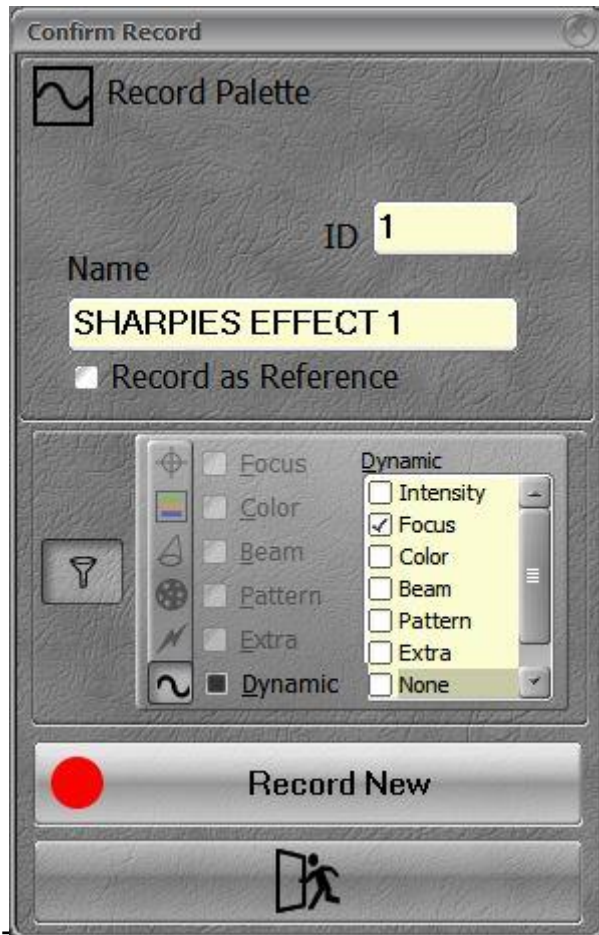 Confirm Record
Record Palette
ID 1
Name
SHARPIES EFFECT 1
Record as Reference
Focus
Color
Beam
Pattern
Extra
Dynamic
Dynamic
Intensity
Focus
Color
Beam
Pattern
Extra
None
Record New